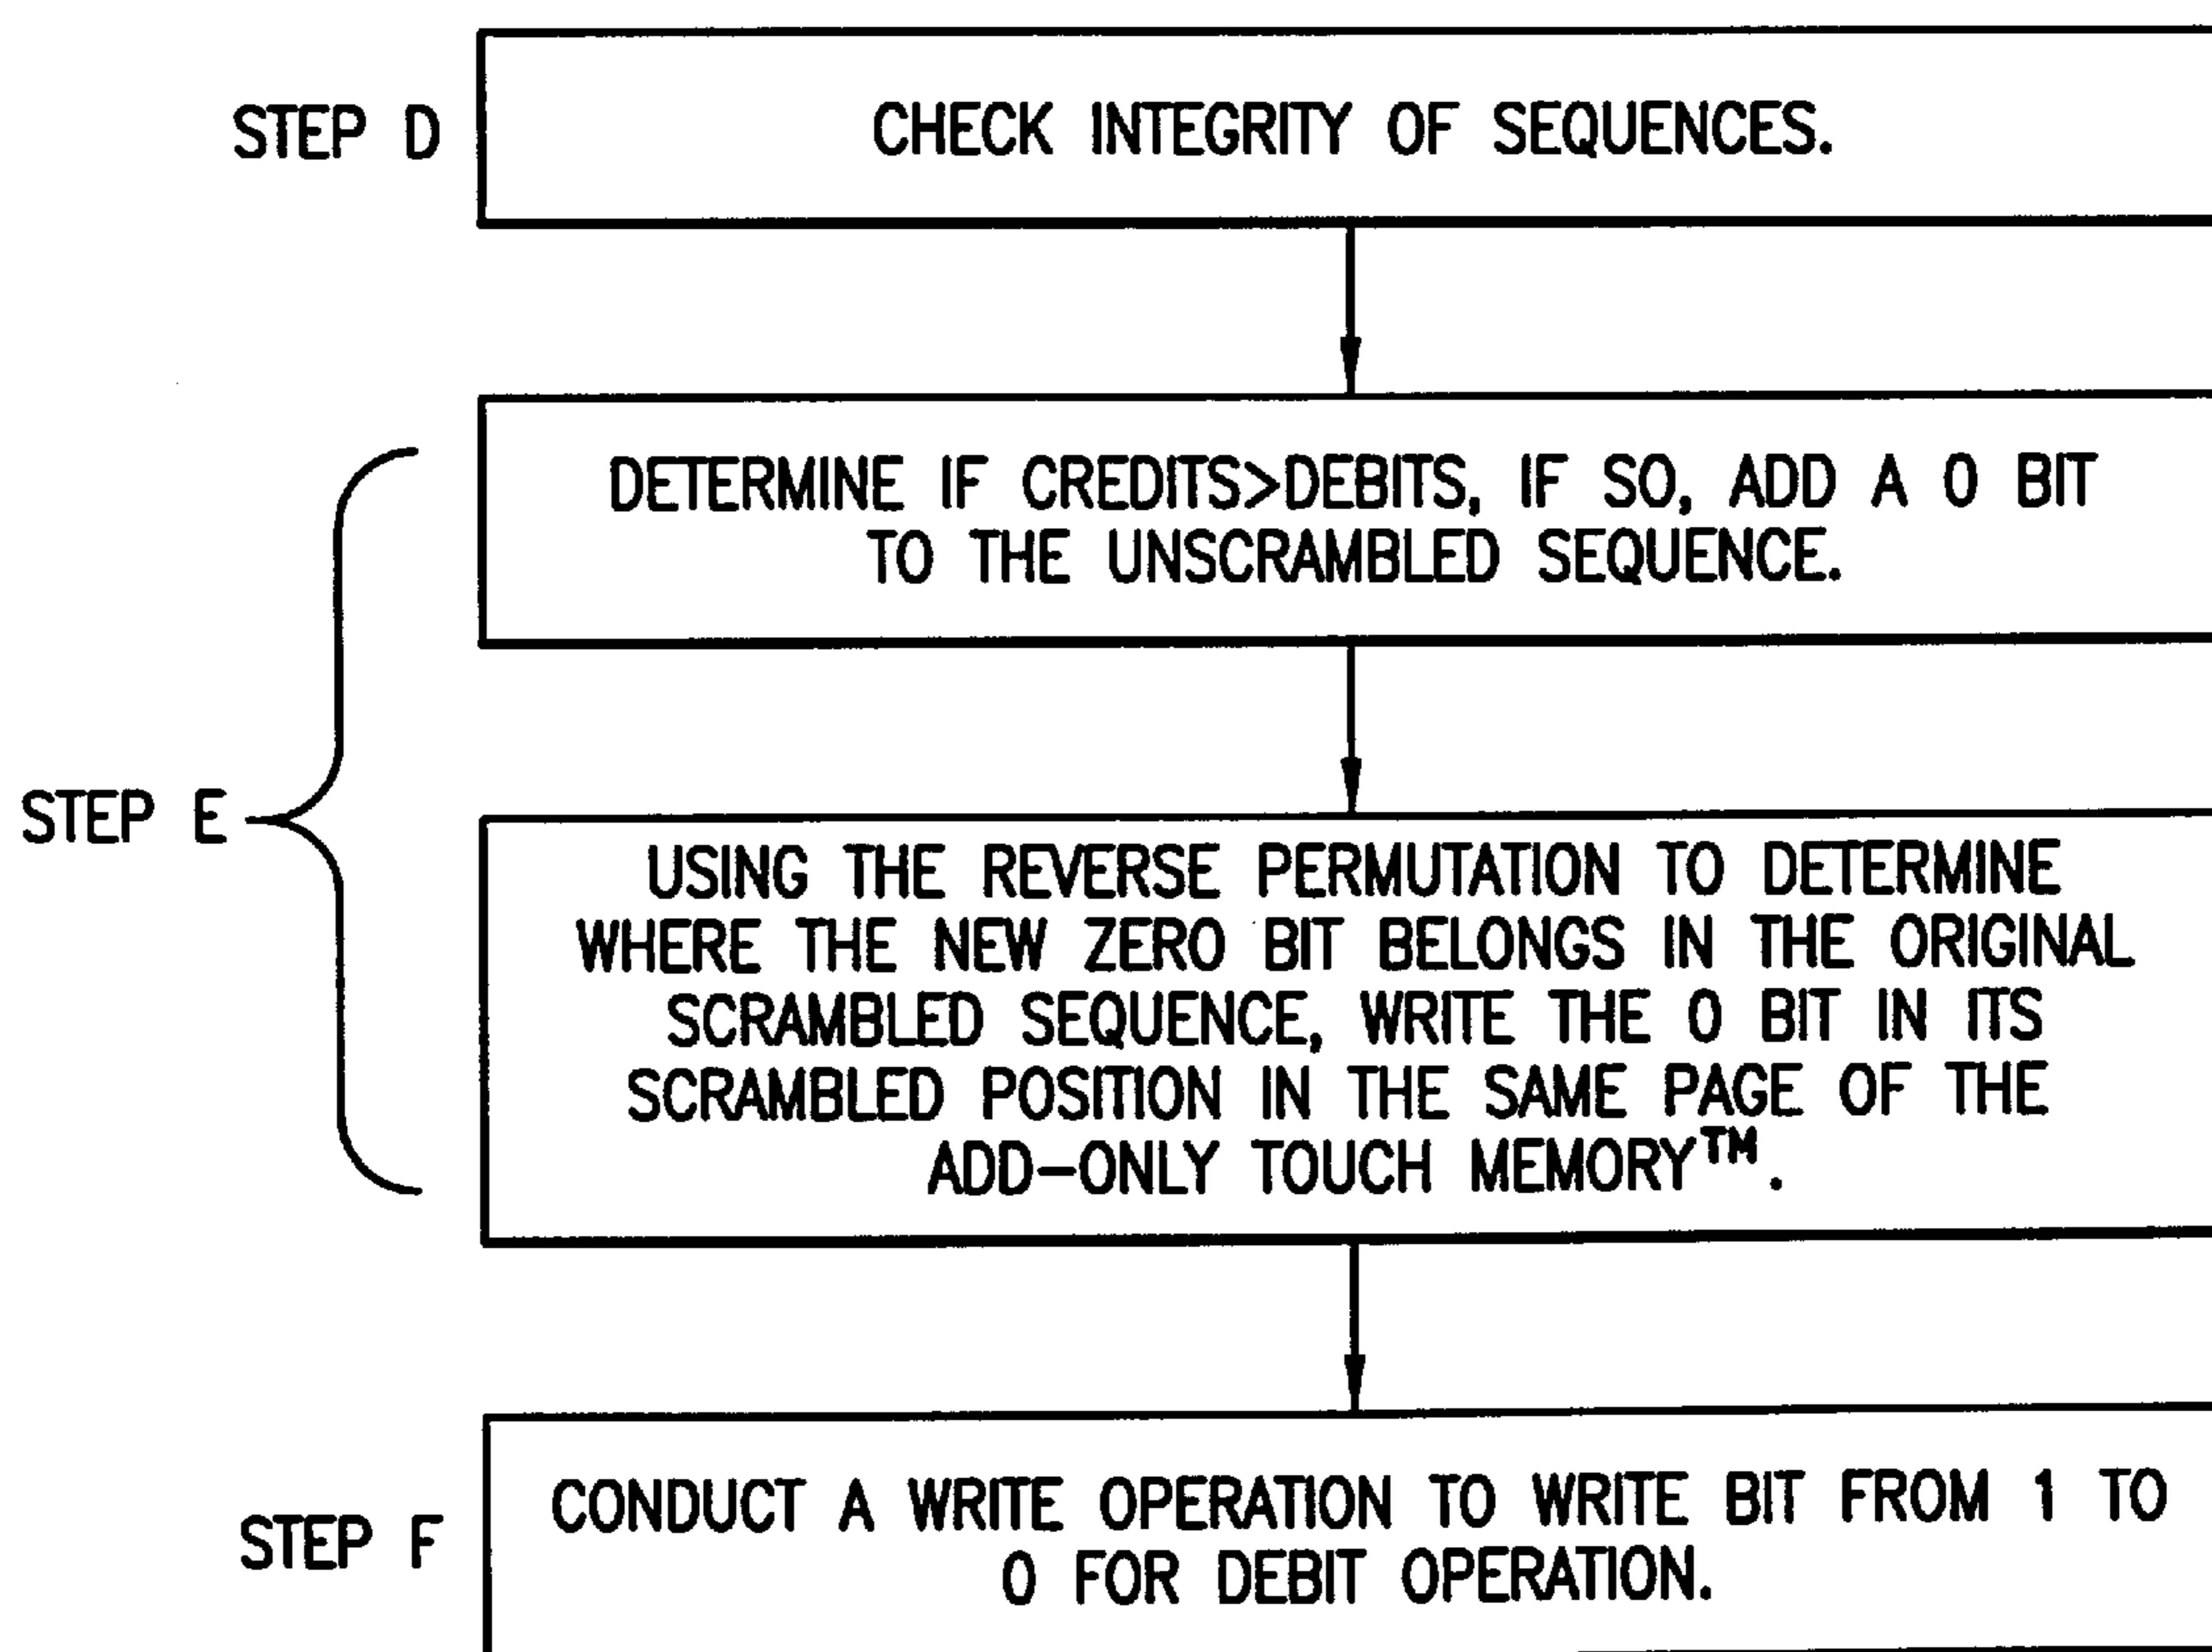 STEP D
CHECK INTEGRITY OF SEQUENCES.
DETERMINE IF CREDITS>DEBITS, IF SO, ADD A 0 BIT
TO THE UNSCRAMBLED SEQUENCE.
STEP E
USING THE REVERSE PERMUTATION TO DETERMINE
WHERE THE NEW ZERO BIT BELONGS IN THE ORIGINAL
SCRAMBLED SEQUENCE, WRITE THE 0 BIT IN ITS
SCRAMBLED POSITION IN THE SAME PAGE OF THE
ADD-ONLY TOUCH MEMORY™.
STEP F
CONDUCT A WRITE OPERATION TO WRITE BIT FROM 1 TO
0 FOR DEBIT OPERATION.